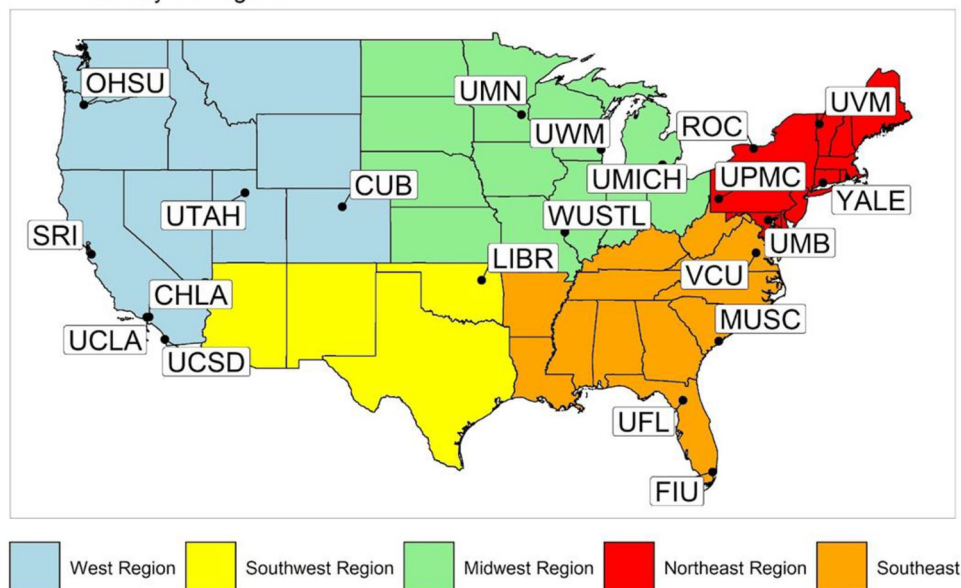 OHSU
UMN
UVM
UWM
ROC
UMICH
UPMC
CUB
UTAH
YALE
WUSTL
SRI
UMB
LIBR
VCU
CHLA
MUSC
UCLA
UCSD
UFL
FIU
West Region
Southwest Region
Midwest Region
Northeast Region
Southeast